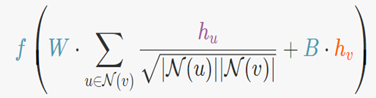 f ( W · ∑_{u∈𝒩(v)} h_u / √(|𝒩(u)||𝒩(v)|) + B · h_v )